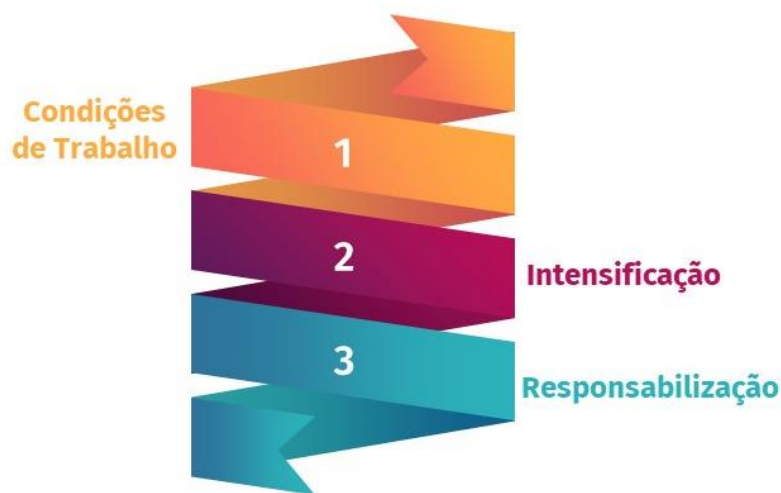 Condições
de Trabalho
1
2
Intensificação
3
Responsabilização